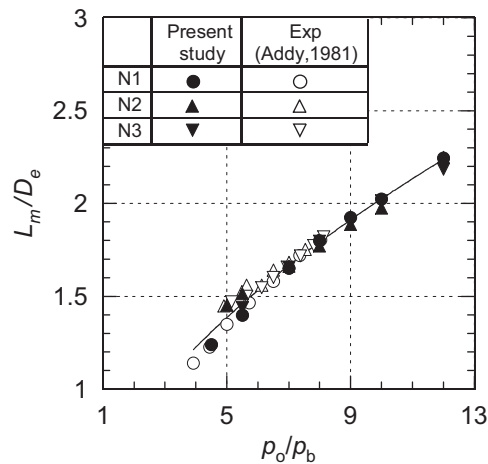 Present study Exp (Addy,1981)
N1
N2
N3
3
2.5
2
1.5
1
L_m/D_e
1 5 9 13
p_o/p_b